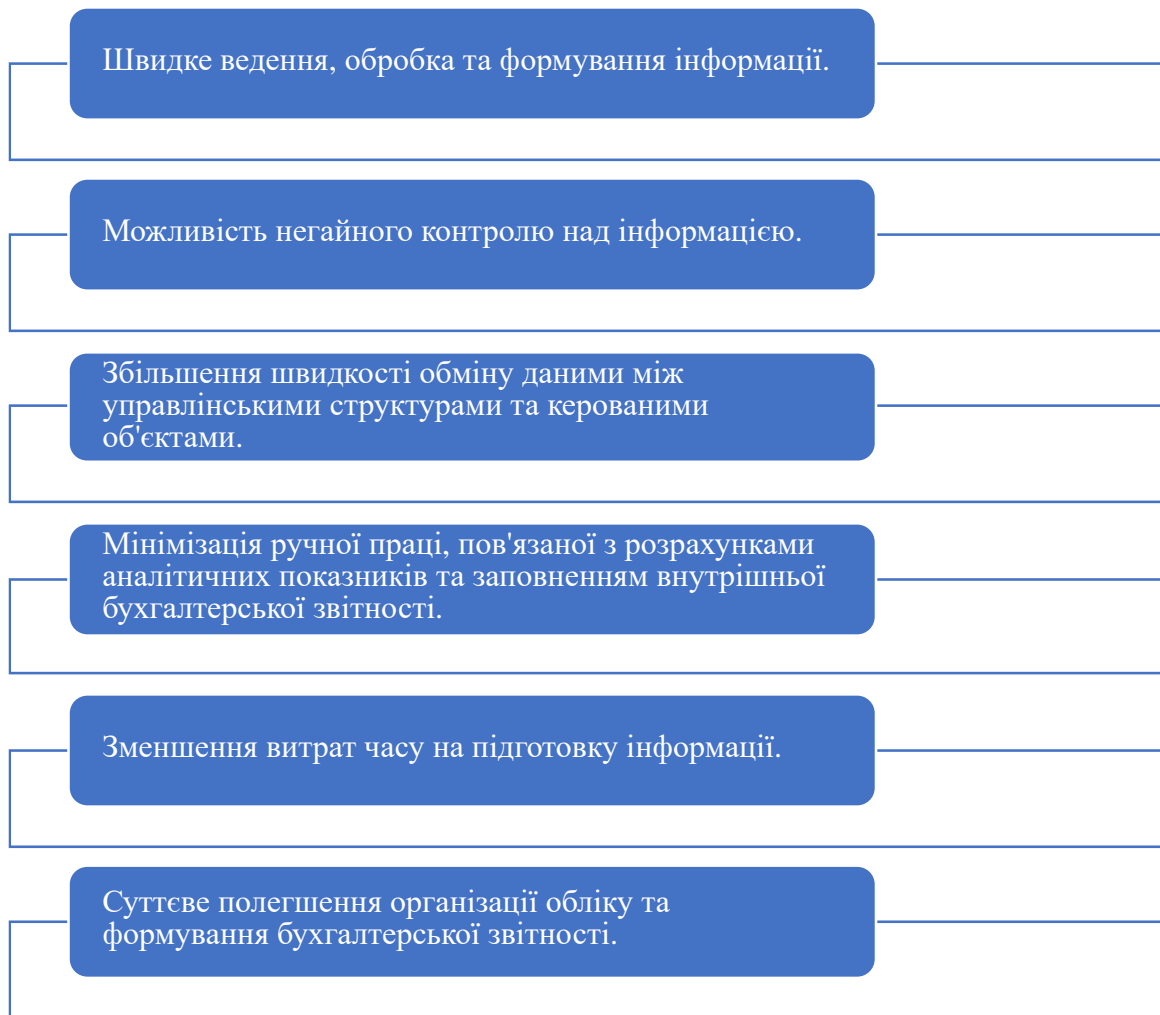 Швидке ведення, обробка та формування інформації.
Можливість негайного контролю над інформацією.
Збільшення швидкості обміну даними між
управлінськими структурами та керованими
об'єктами.
Мінімізація ручної праці, пов'язаної з розрахунками
аналітичних показників та заповненням внутрішньої
бухгалтерської звітності.
Зменшення витрат часу на підготовку інформації.
Суттєве полегшення організації обліку та
формування бухгалтерської звітності.